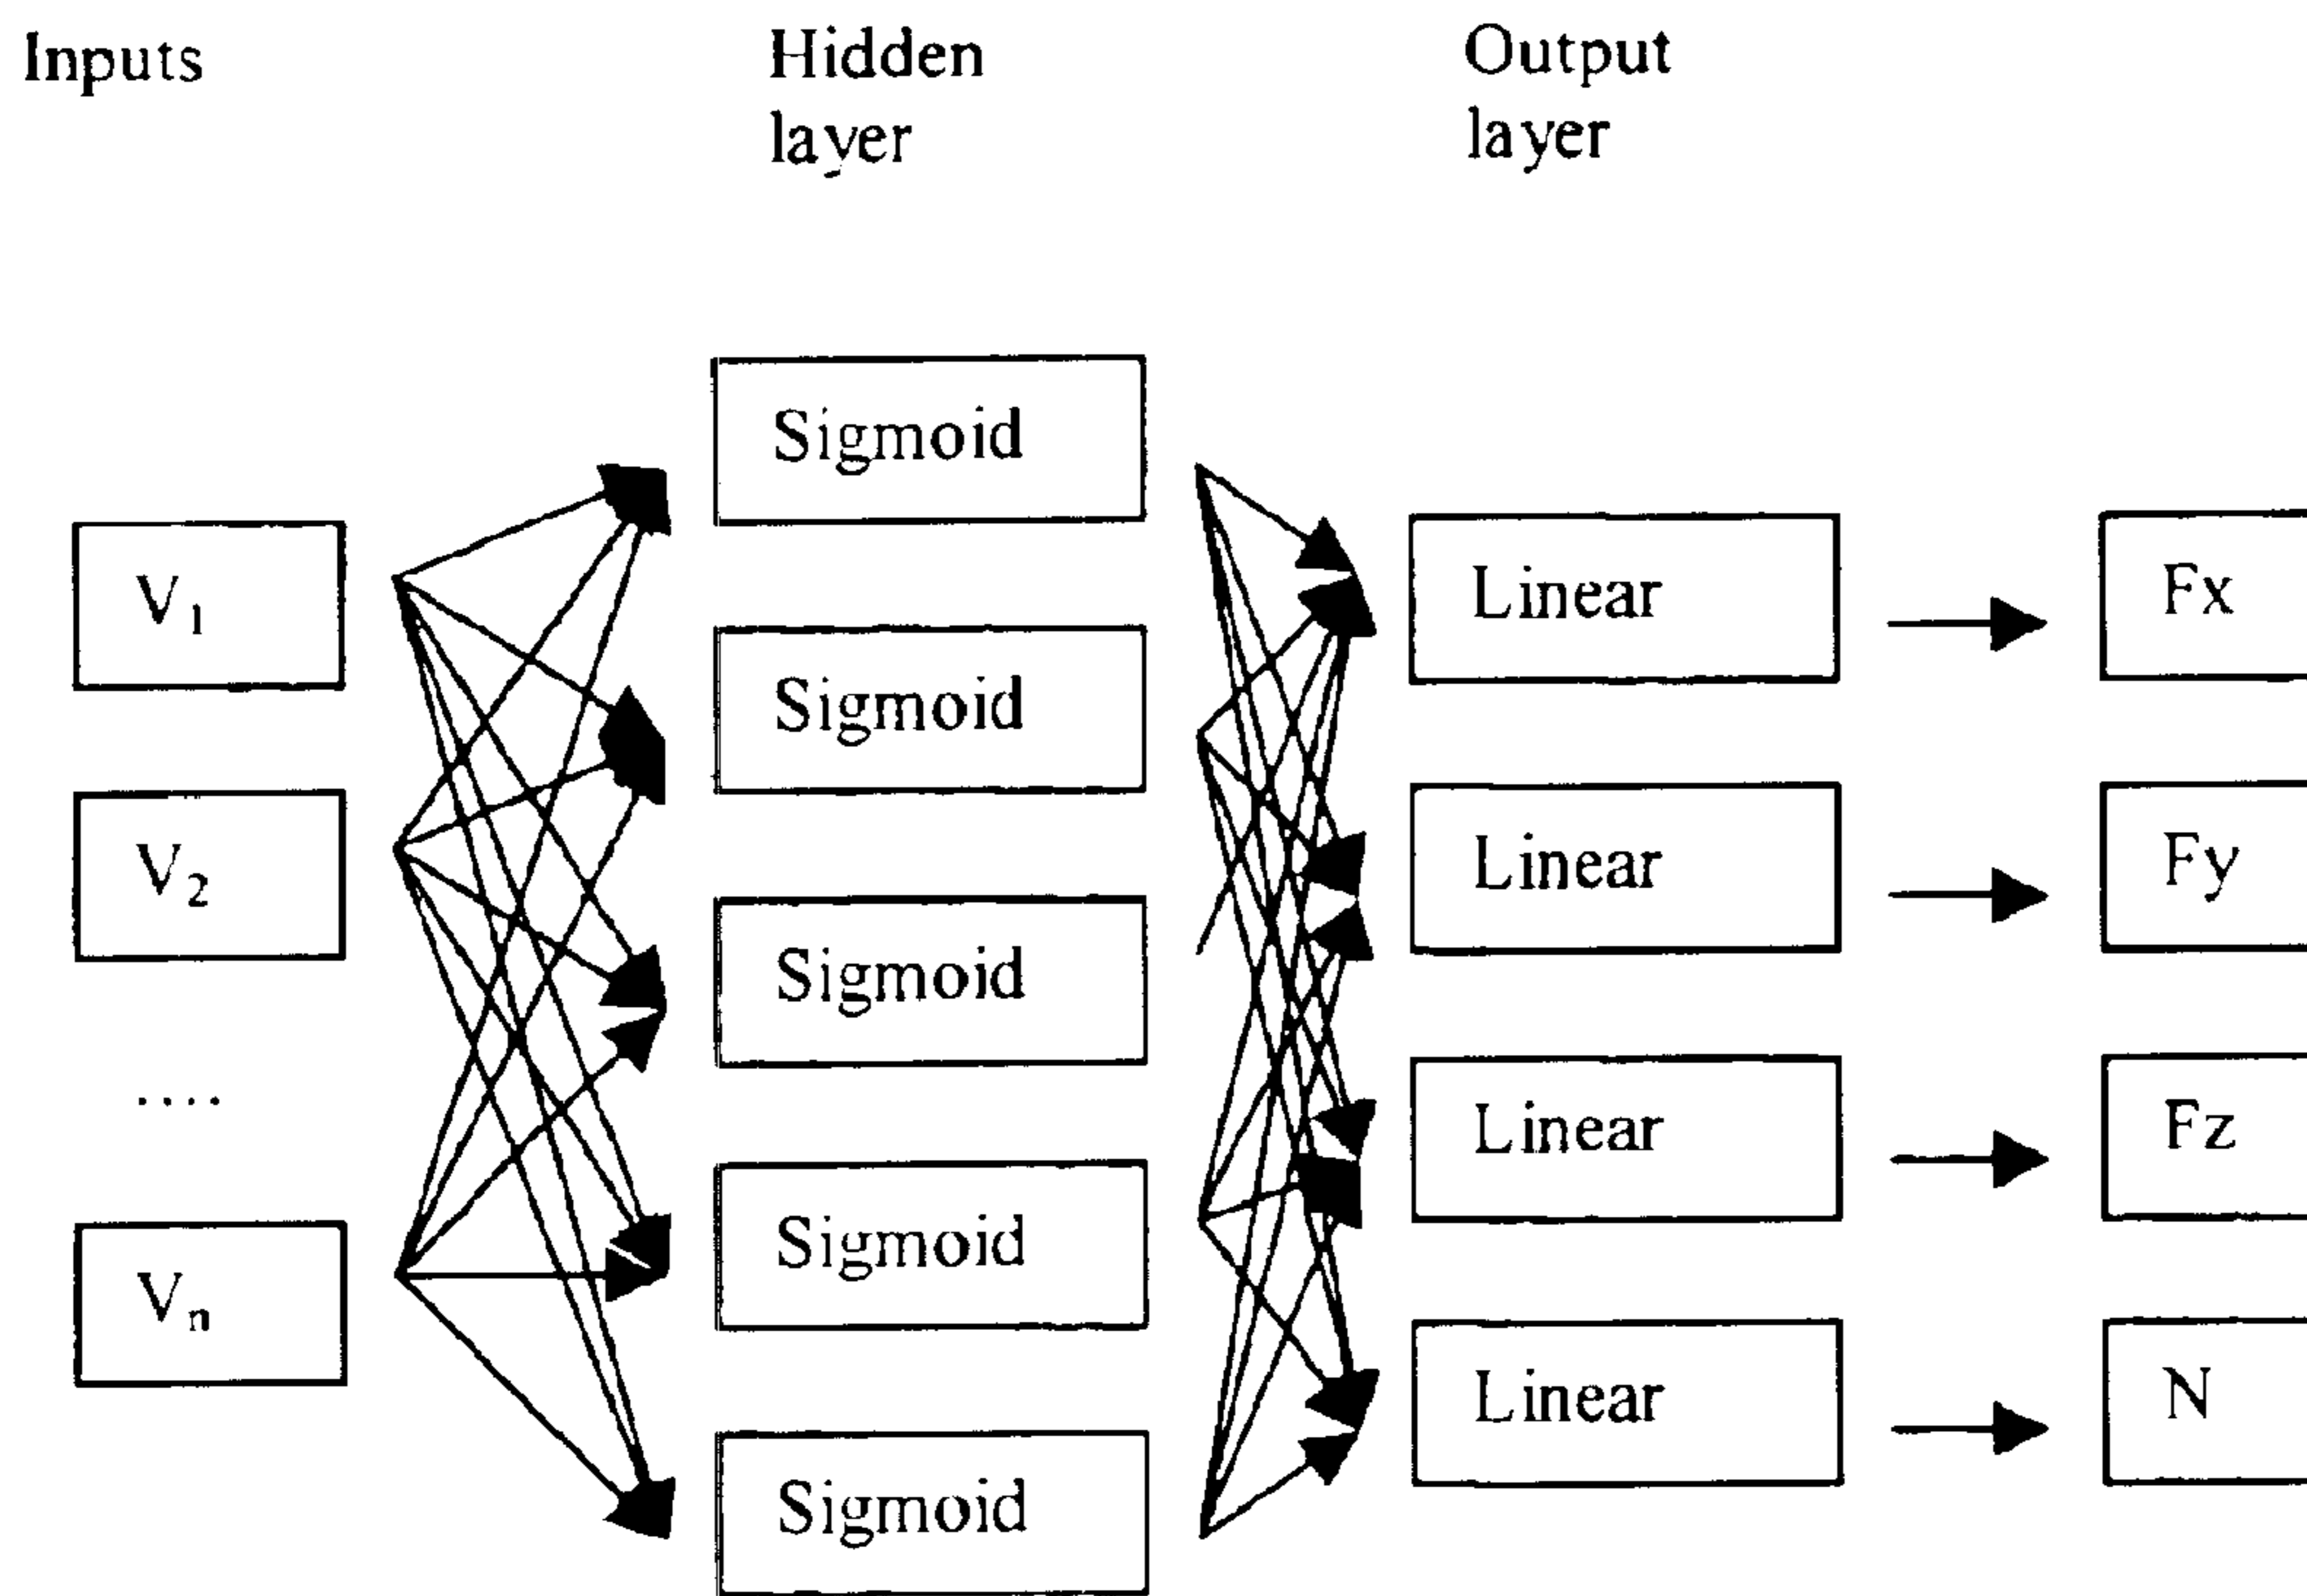 Inputs
Hidden
layer
Output
layer
Sigmoid
Sigmoid
Sigmoid
Sigmoid
Sigmoid
V1
V2
....
Vn
Linear
Linear
Linear
Linear
Fx
Fy
Fz
N